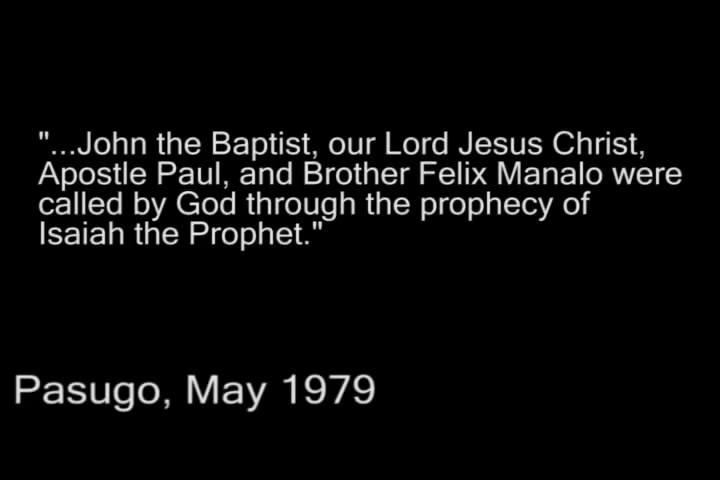 "...John the Baptist, our Lord Jesus Christ,
Apostle Paul, and Brother Felix Manalo were
called by God through the prophecy of
Isaiah the Prophet."
Pasugo, May 1979